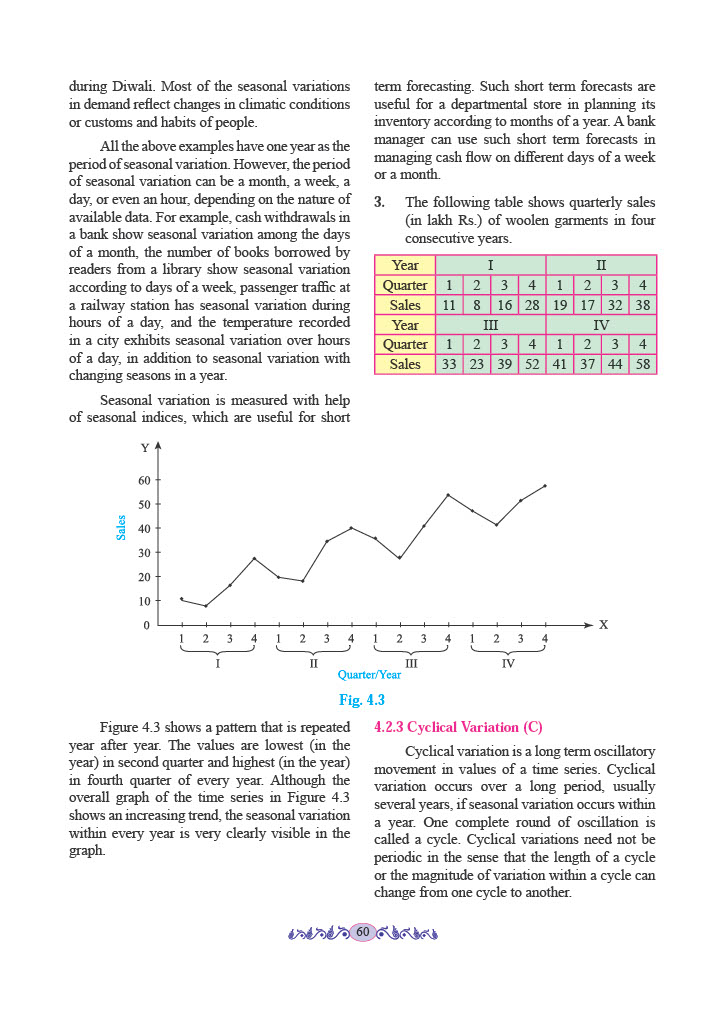 during Diwali. Most of the seasonal variations
in demand reflect changes in climatic conditions
or customs and habits of people.
All the above examples have one year as the
period of seasonal variation. However, the period
of seasonal variation can be a month, a week, a
day, or even an hour, depending on the nature of
available data. For example, cash withdrawals in
a bank show seasonal variation among the days
of a month, the number of books borrowed by
readers from a library show seasonal variation
according to days of a week, passenger traffic at
a railway station has seasonal variation during
hours of a day, and the temperature recorded
in a city exhibits seasonal variation over hours
of a day, in addition to seasonal variation with
changing seasons in a year.
Seasonal variation is measured with help
of seasonal indices, which are useful for short
term forecasting. Such short term forecasts are
useful for a departmental store in planning its
inventory according to months of a year. A bank
manager can use such short term forecasts in
managing cash flow on different days of a week
or a month.
3. The following table shows quarterly sales
(in lakh Rs.) of woolen garments in four
consecutive years.
Year I II
Quarter 1 2 3 4 1 2 3 4
Sales 11 8 16 28 19 17 32 38
Year III IV
Quarter 1 2 3 4 1 2 3 4
Sales 33 23 39 52 41 37 44 58
Y
60
50
40
30
20
10
0
Sales
X
1 2 3 4 1 2 3 4 1 2 3 4 1 2 3 4
I II III IV
Quarter/Year
Fig. 4.3
Figure 4.3 shows a pattern that is repeated
year after year. The values are lowest (in the
year) in second quarter and highest (in the year)
in fourth quarter of every year. Although the
overall graph of the time series in Figure 4.3
shows an increasing trend, the seasonal variation
within every year is very clearly visible in the
graph.
4.2.3 Cyclical Variation (C)
Cyclical variation is a long term oscillatory
movement in values of a time series. Cyclical
variation occurs over a long period, usually
several years, if seasonal variation occurs within
a year. One complete round of oscillation is
called a cycle. Cyclical variations need not be
periodic in the sense that the length of a cycle
or the magnitude of variation within a cycle can
change from one cycle to another.
60